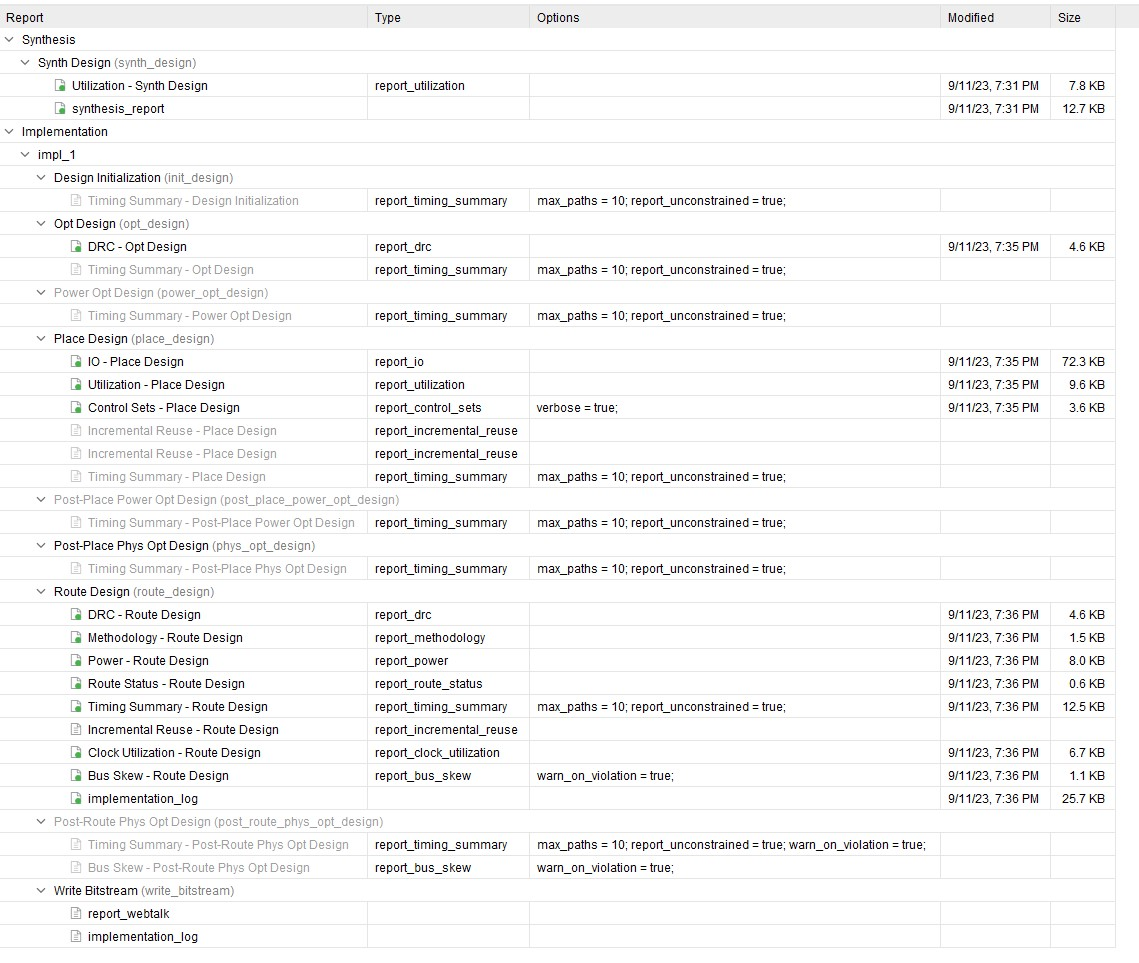 Report Type Options Modified Size
Synthesis
Synth Design (synth_design)
Utilization - Synth Design report_utilization 9/11/23, 7:31 PM 7.8 KB
synthesis_report 9/11/23, 7:31 PM 12.7 KB
Implementation
impl_1
Design Initialization (init_design)
Timing Summary - Design Initialization report_timing_summary max_paths = 10; report_unconstrained = true;
Opt Design (opt_design)
DRC - Opt Design report_drc 9/11/23, 7:35 PM 4.6 KB
Timing Summary - Opt Design report_timing_summary max_paths = 10; report_unconstrained = true;
Power Opt Design (power_opt_design)
Timing Summary - Power Opt Design report_timing_summary max_paths = 10; report_unconstrained = true;
Place Design (place_design)
IO - Place Design report_io 9/11/23, 7:35 PM 72.3 KB
Utilization - Place Design report_utilization 9/11/23, 7:35 PM 9.6 KB
Control Sets - Place Design report_control_sets verbose = true; 9/11/23, 7:35 PM 3.6 KB
Incremental Reuse - Place Design report_incremental_reuse
Incremental Reuse - Place Design report_incremental_reuse
Timing Summary - Place Design report_timing_summary max_paths = 10; report_unconstrained = true;
Post-Place Power Opt Design (post_place_power_opt_design)
Timing Summary - Post-Place Power Opt Design report_timing_summary max_paths = 10; report_unconstrained = true;
Post-Place Phys Opt Design (phys_opt_design)
Timing Summary - Post-Place Phys Opt Design report_timing_summary max_paths = 10; report_unconstrained = true;
Route Design (route_design)
DRC - Route Design report_drc 9/11/23, 7:36 PM 4.6 KB
Methodology - Route Design report_methodology 9/11/23, 7:36 PM 1.5 KB
Power - Route Design report_power 9/11/23, 7:36 PM 8.0 KB
Route Status - Route Design report_route_status 9/11/23, 7:36 PM 0.6 KB
Timing Summary - Route Design report_timing_summary max_paths = 10; report_unconstrained = true; 9/11/23, 7:36 PM 12.5 KB
Incremental Reuse - Route Design report_incremental_reuse
Clock Utilization - Route Design report_clock_utilization 9/11/23, 7:36 PM 6.7 KB
Bus Skew - Route Design report_bus_skew warn_on_violation = true; 9/11/23, 7:36 PM 1.1 KB
implementation_log 9/11/23, 7:36 PM 25.7 KB
Post-Route Phys Opt Design (post_route_phys_opt_design)
Timing Summary - Post-Route Phys Opt Design report_timing_summary max_paths = 10; report_unconstrained = true; warn_on_violation = true;
Bus Skew - Post-Route Phys Opt Design report_bus_skew warn_on_violation = true;
Write Bitstream (write_bitstream)
report_webtalk
implementation_log